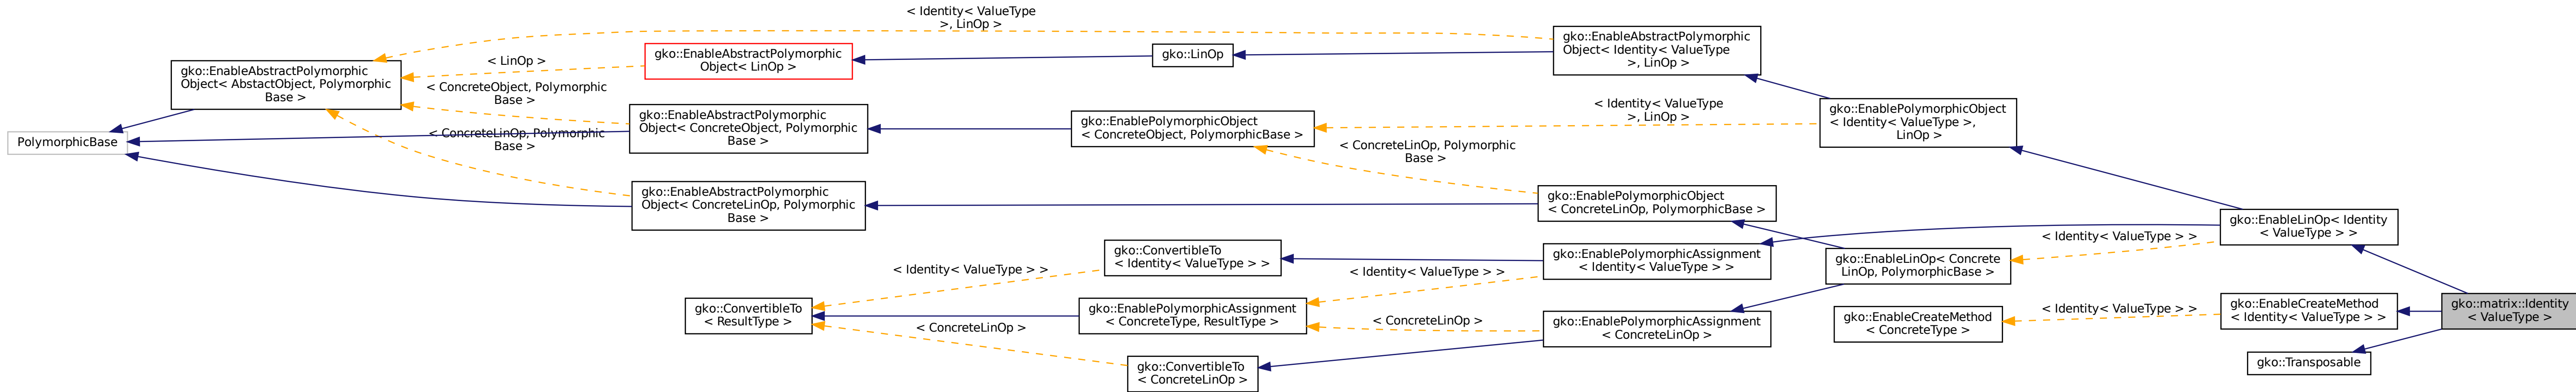 PolymorphicBase
gko::EnableAbstractPolymorphic
Object< AbstactObject, Polymorphic
Base >
< Identity< ValueType
>, LinOp >
< LinOp >
< ConcreteObject, Polymorphic
Base >
< ConcreteLinOp, Polymorphic
Base >
gko::EnableAbstractPolymorphic
Object< LinOp >
gko::EnableAbstractPolymorphic
Object< ConcreteObject, Polymorphic
Base >
gko::EnableAbstractPolymorphic
Object< ConcreteLinOp, Polymorphic
Base >
gko::ConvertibleTo
< ResultType >
< Identity< ValueType > >
< ConcreteLinOp >
gko::LinOp
gko::EnablePolymorphicObject
< ConcreteObject, PolymorphicBase >
gko::ConvertibleTo
< Identity< ValueType > >
gko::EnablePolymorphicAssignment
< ConcreteType, ResultType >
gko::ConvertibleTo
< ConcreteLinOp >
< Identity< ValueType
>, LinOp >
< ConcreteLinOp, Polymorphic
Base >
< Identity< ValueType > >
< ConcreteLinOp >
gko::EnableAbstractPolymorphic
Object< Identity< ValueType
>, LinOp >
gko::EnablePolymorphicObject
< ConcreteLinOp, PolymorphicBase >
gko::EnablePolymorphicAssignment
< Identity< ValueType > >
gko::EnablePolymorphicAssignment
< ConcreteLinOp >
gko::EnablePolymorphicObject
< Identity< ValueType >,
LinOp >
gko::EnableLinOp< Concrete
LinOp, PolymorphicBase >
gko::EnableCreateMethod
< ConcreteType >
< Identity< ValueType > >
< Identity< ValueType > >
gko::EnableLinOp< Identity
< ValueType > >
gko::EnableCreateMethod
< Identity< ValueType > >
gko::Transposable
gko::matrix::Identity
< ValueType >